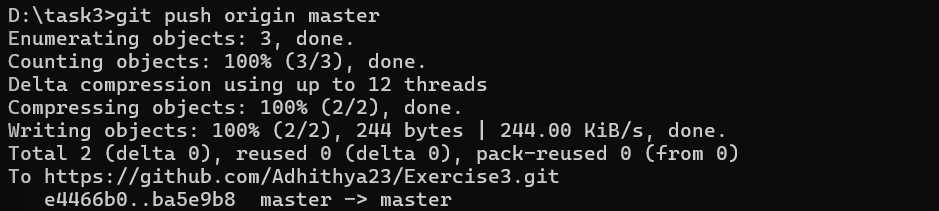 D:\task3>git push origin master
Enumerating objects: 3, done.
Counting objects: 100% (3/3), done.
Delta compression using up to 12 threads
Compressing objects: 100% (2/2), done.
Writing objects: 100% (2/2), 244 bytes | 244.00 KiB/s, done.
Total 2 (delta 0), reused 0 (delta 0), pack-reused 0 (from 0)
To https://github.com/Adhithya23/Exercise3.git
   e4466b0..ba5e9b8  master -> master